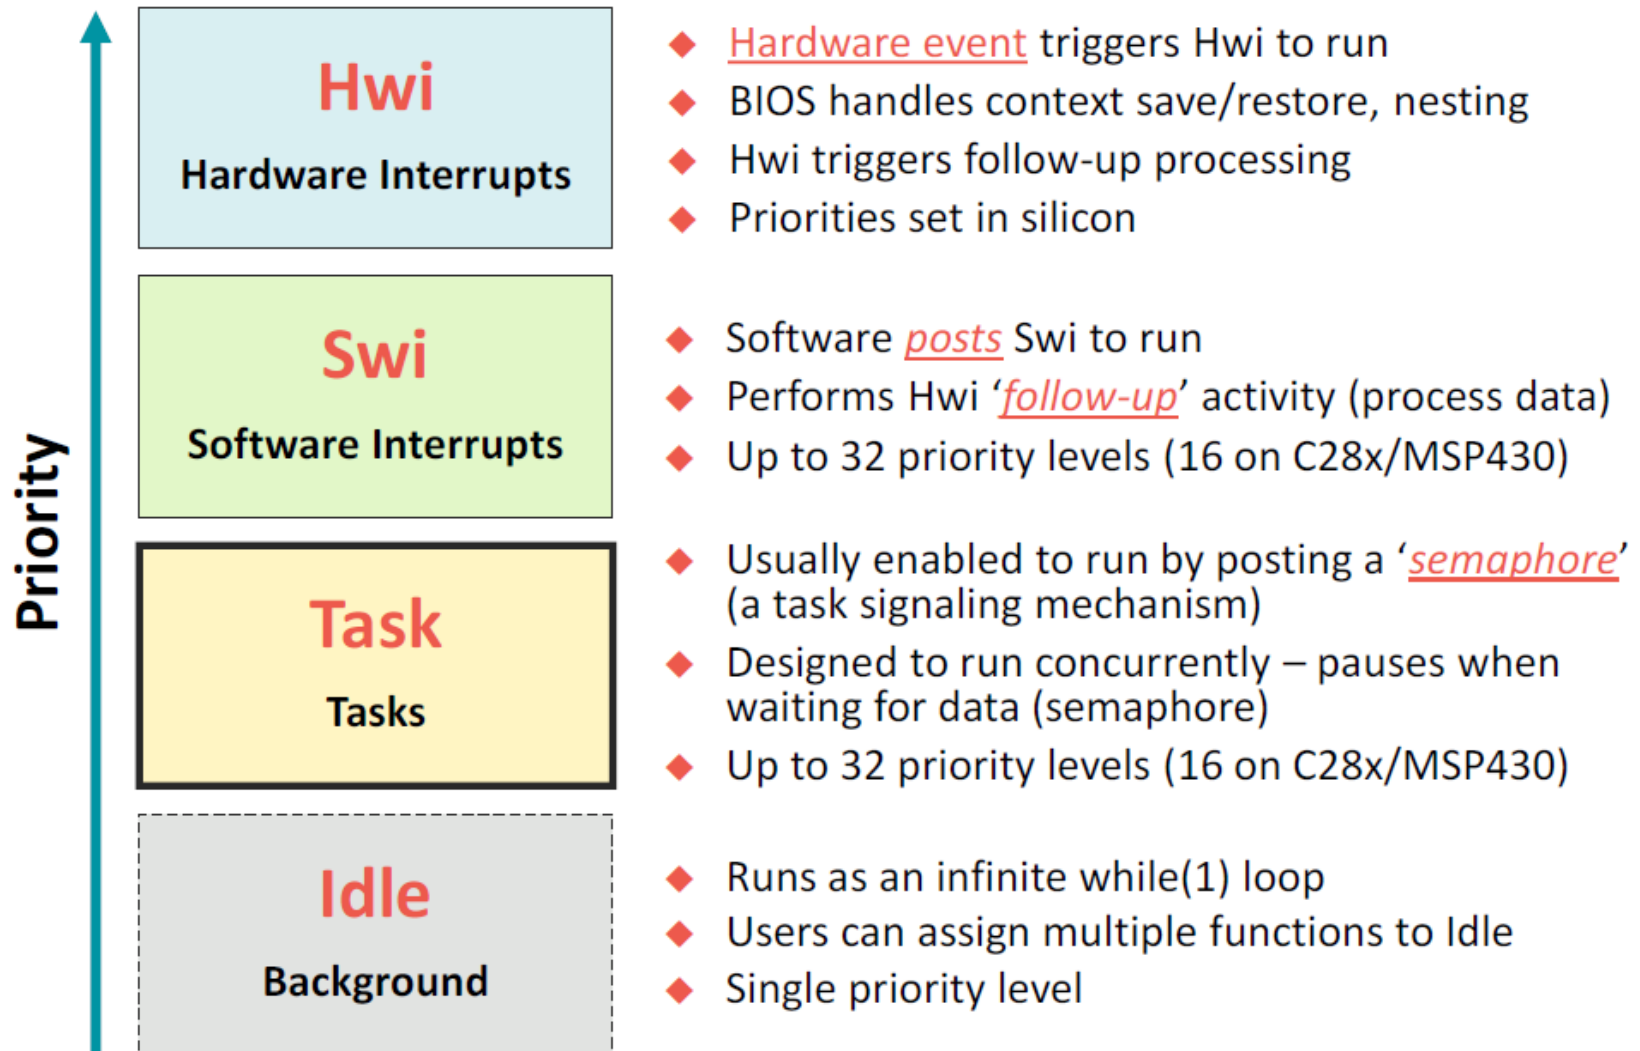 Priority
Hwi
Hardware Interrupts
◆ Hardware event triggers Hwi to run
◆ BIOS handles context save/restore, nesting
◆ Hwi triggers follow-up processing
◆ Priorities set in silicon
Swi
Software Interrupts
◆ Software posts Swi to run
◆ Performs Hwi ‘follow-up’ activity (process data)
◆ Up to 32 priority levels (16 on C28x/MSP430)
Task
Tasks
◆ Usually enabled to run by posting a ‘semaphore’
(a task signaling mechanism)
◆ Designed to run concurrently – pauses when
waiting for data (semaphore)
◆ Up to 32 priority levels (16 on C28x/MSP430)
Idle
Background
◆ Runs as an infinite while(1) loop
◆ Users can assign multiple functions to Idle
◆ Single priority level